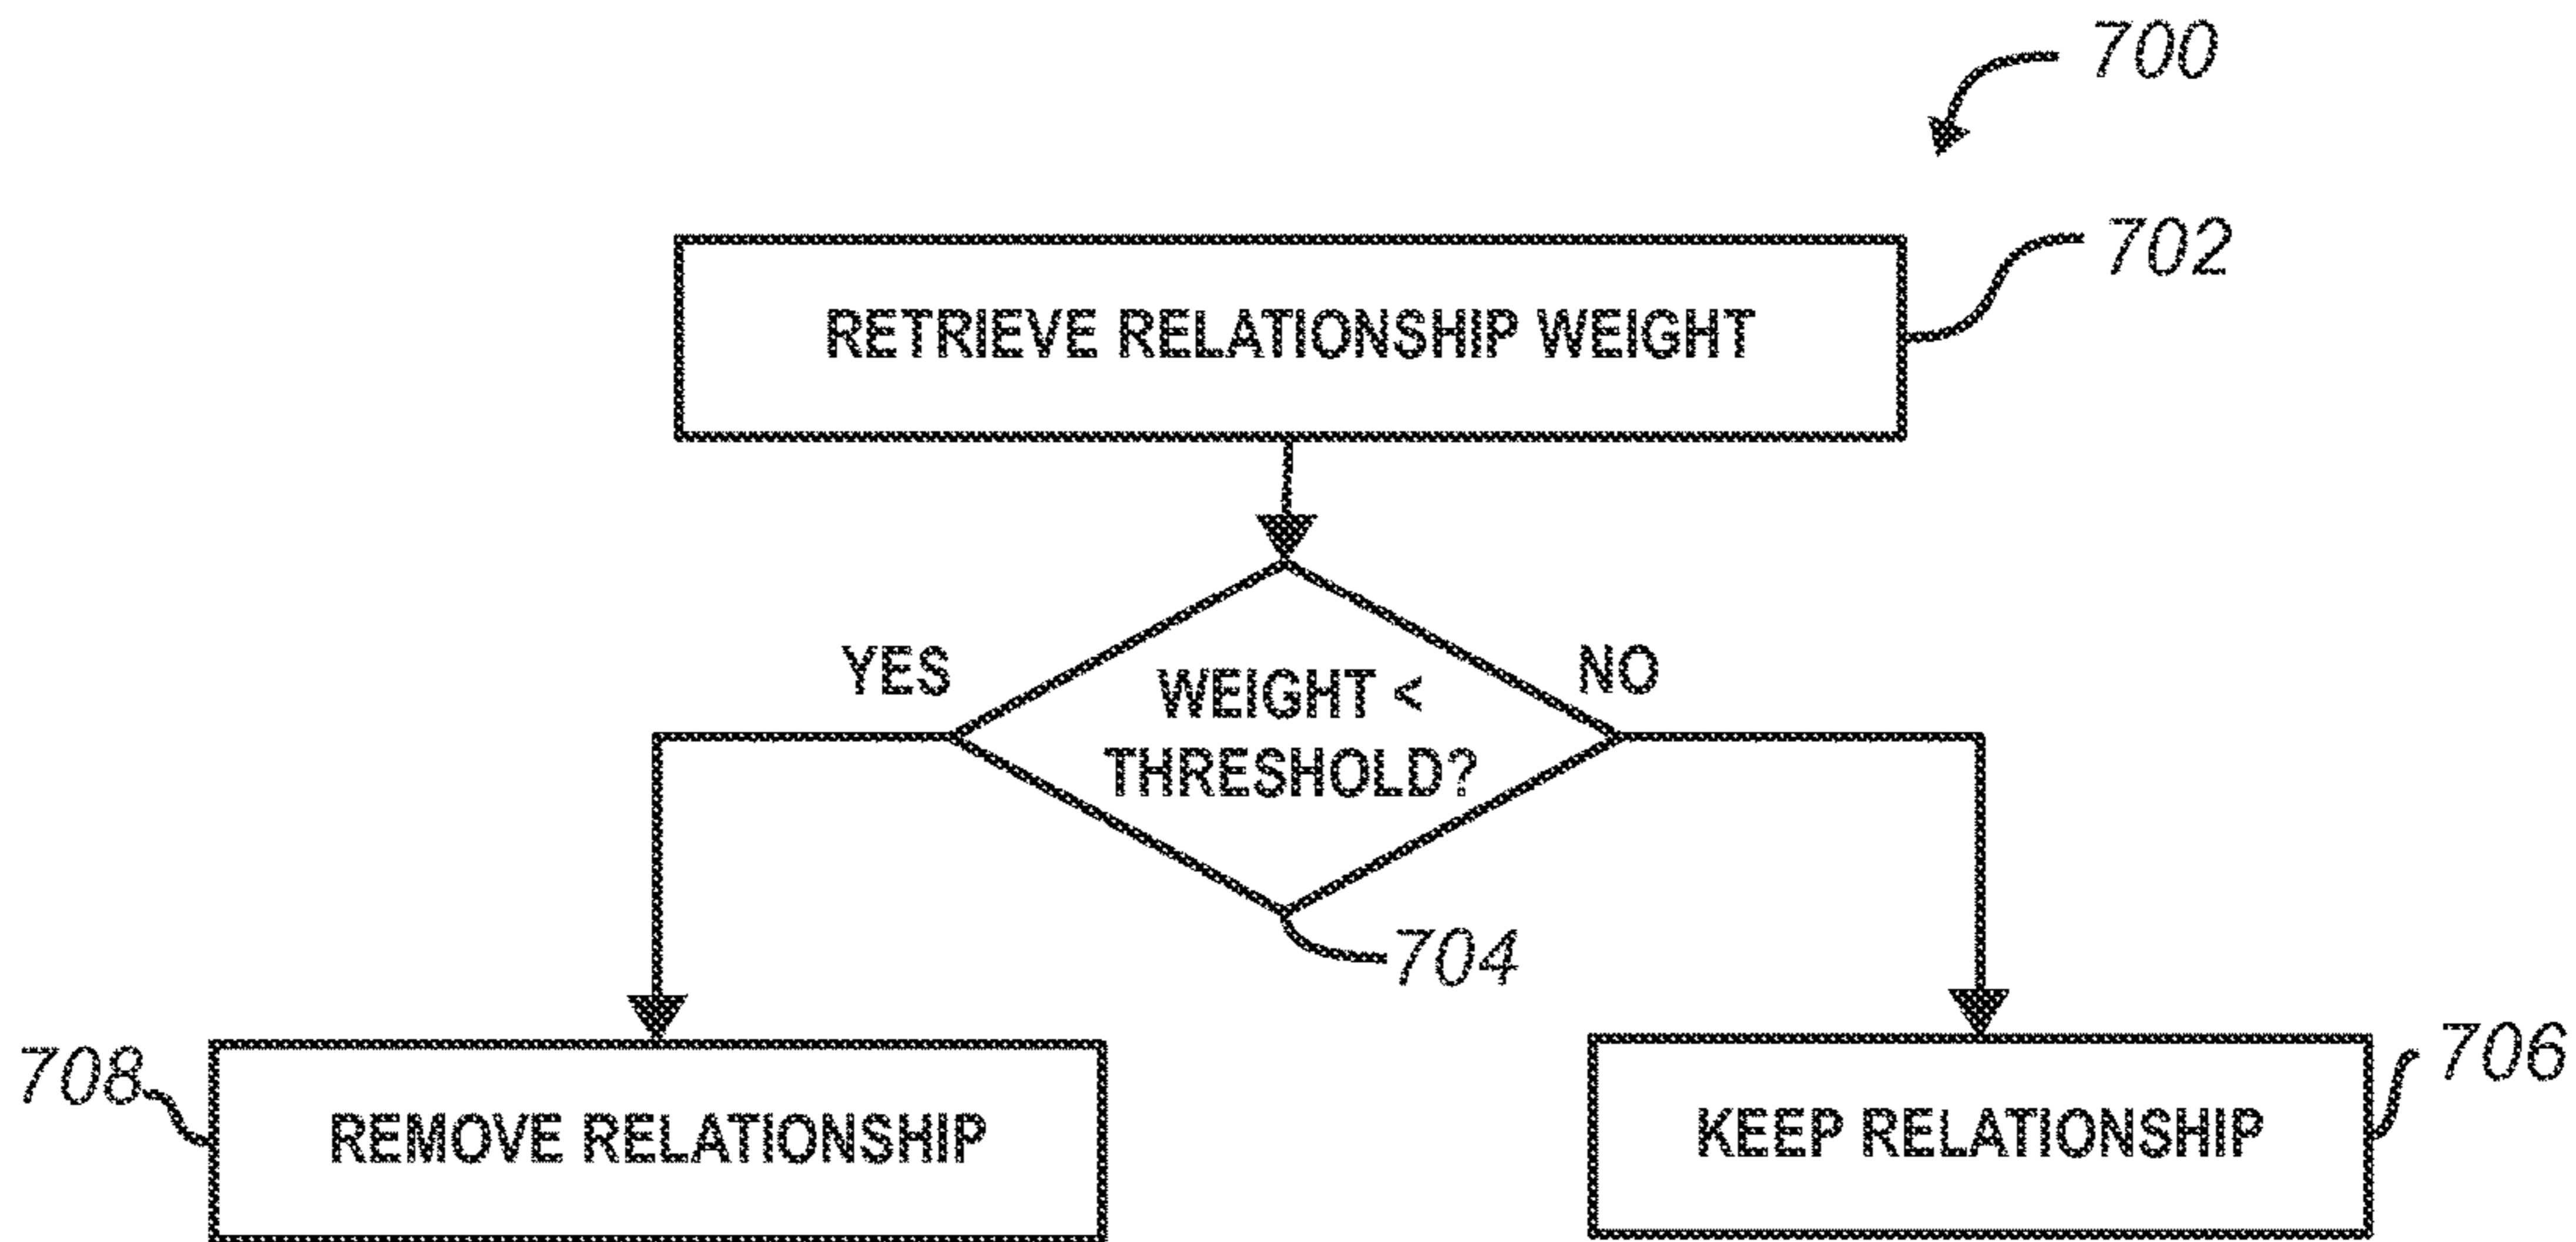 700
702
RETRIEVE RELATIONSHIP WEIGHT
YES
NO
WEIGHT <
THRESHOLD?
704
708
REMOVE RELATIONSHIP
KEEP RELATIONSHIP
706